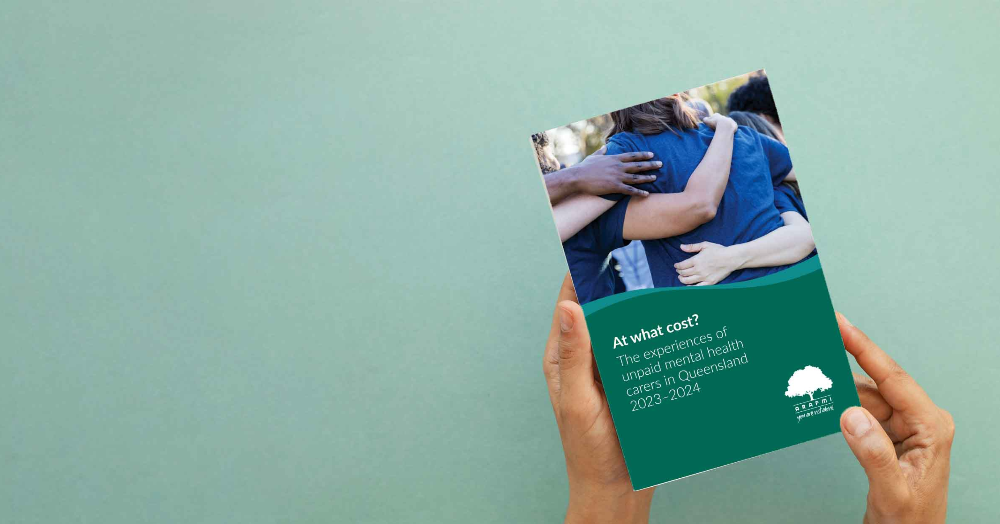 At what cost?
The experiences of
unpaid mental health
carers in Queensland
2023–2024
ARAFMI
you are not alone